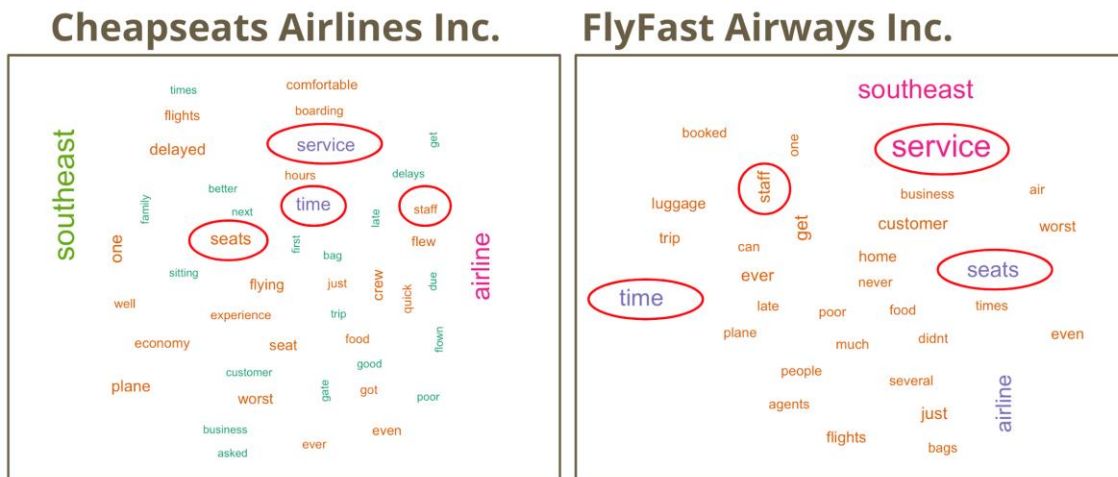 Cheapseats Airlines Inc.
times
comfortable
flights
boarding
southeast
delayed
service
get
hours
delays
better
family
next
time
late
staff
one
seats
first
flew
bag
airline
sitting
flying
just
crew
quick
due
well
experience
trip
economy
seat
food
flown
good
customer
plane
worst
gate
got
poor
business
even
ever
asked
FlyFast Airways Inc.
southeast
booked
one
service
staff
luggage
business
air
get
customer
worst
trip
can
home
ever
never
seats
time
late
poor
food
times
plane
much
didnt
even
people
several
agents
airline
just
flights
bags